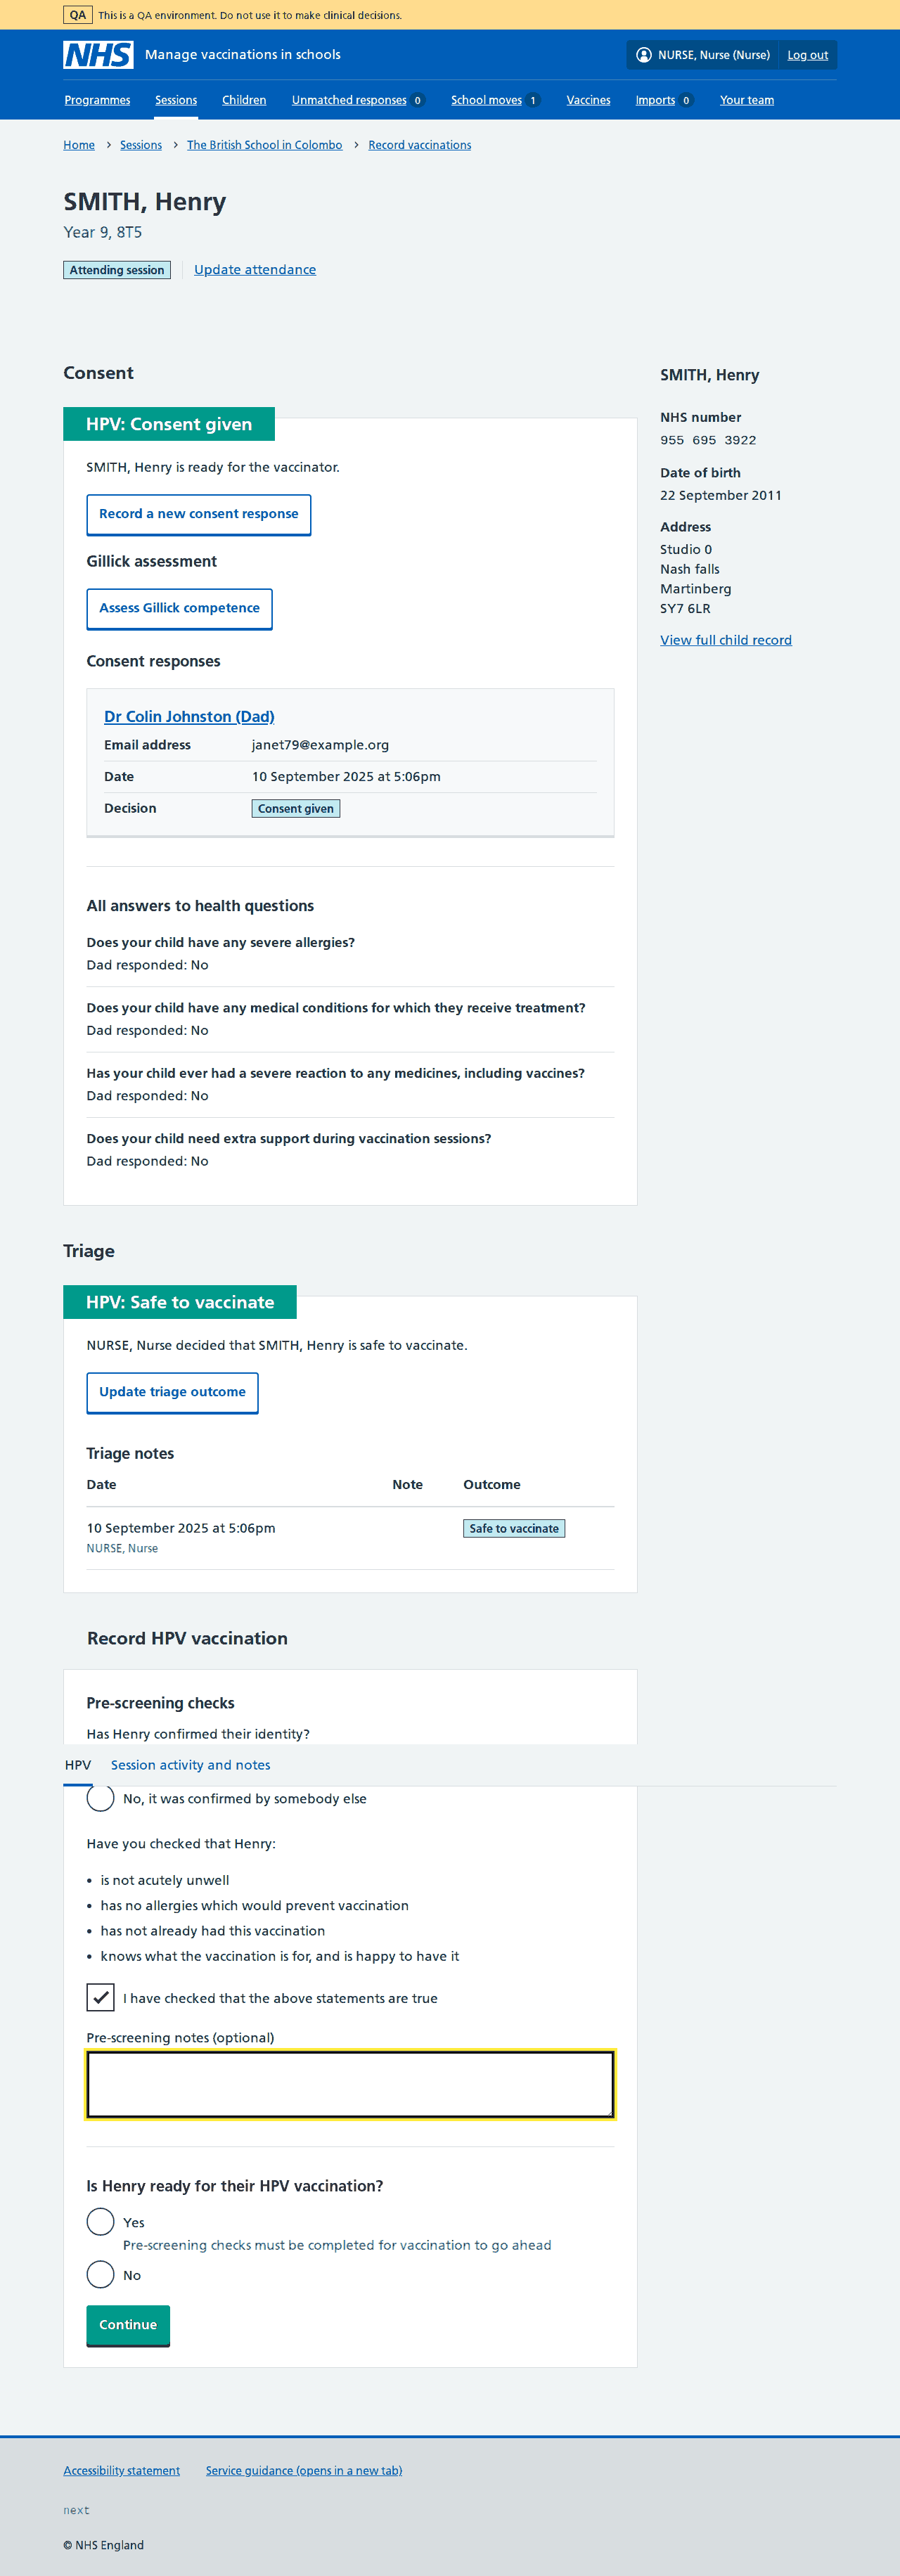 QA This is a QA environment. Do not use it to make clinical decisions.
NHS Manage vaccinations in schools
NURSE, Nurse (Nurse) Log out
Programmes Sessions Children Unmatched responses 0 School moves 1 Vaccines Imports 0 Your team
Home > Sessions > The British School in Colombo > Record vaccinations
SMITH, Henry
Year 9, 8T5
Attending session Update attendance
Consent
HPV: Consent given
SMITH, Henry is ready for the vaccinator.
Record a new consent response
Gillick assessment
Assess Gillick competence
Consent responses
Dr Colin Johnston (Dad)
Email address janet79@example.org
Date 10 September 2025 at 5:06pm
Decision Consent given
All answers to health questions
Does your child have any severe allergies?
Dad responded: No
Does your child have any medical conditions for which they receive treatment?
Dad responded: No
Has your child ever had a severe reaction to any medicines, including vaccines?
Dad responded: No
Does your child need extra support during vaccination sessions?
Dad responded: No
SMITH, Henry
NHS number
955 695 3922
Date of birth
22 September 2011
Address
Studio 0
Nash falls
Martinberg
SY7 6LR
View full child record
Triage
HPV: Safe to vaccinate
NURSE, Nurse decided that SMITH, Henry is safe to vaccinate.
Update triage outcome
Triage notes
Date Note Outcome
10 September 2025 at 5:06pm Safe to vaccinate
NURSE, Nurse
Record HPV vaccination
Pre-screening checks
Has Henry confirmed their identity?
HPV Session activity and notes
No, it was confirmed by somebody else
Have you checked that Henry:
• is not acutely unwell
• has no allergies which would prevent vaccination
• has not already had this vaccination
• knows what the vaccination is for, and is happy to have it
I have checked that the above statements are true
Pre-screening notes (optional)
Is Henry ready for their HPV vaccination?
Yes
Pre-screening checks must be completed for vaccination to go ahead
No
Continue
Accessibility statement Service guidance (opens in a new tab)
next
© NHS England